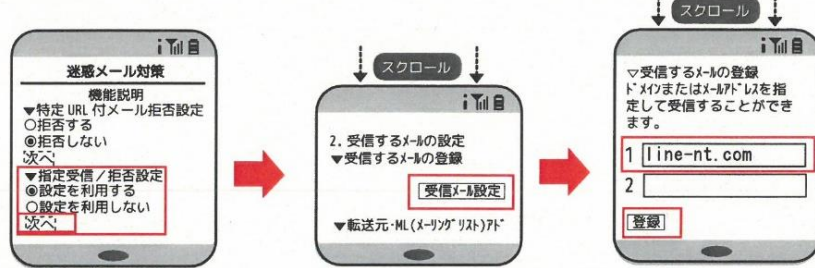 迷惑メール対策
機能説明
▼特定 URL 付メール拒否設定
○拒否する
◉拒否しない
次へ
▼指定受信／拒否設定
◉設定を利用する
○設定を利用しない
次へ
スクロール
2. 受信するﾒｰﾙの設定
▼受信するﾒｰﾙの登録
受信ﾒｰﾙ設定
▼転送元･ML(ﾒｰﾘﾝｸﾞﾘｽﾄ)ｱﾄﾞ
スクロール
▽受信するﾒｰﾙの登録
ﾄﾞﾒｲﾝまたはﾒｰﾙｱﾄﾞﾚｽを指
定して受信することができ
ます。
1 line-nt.com
2
登録